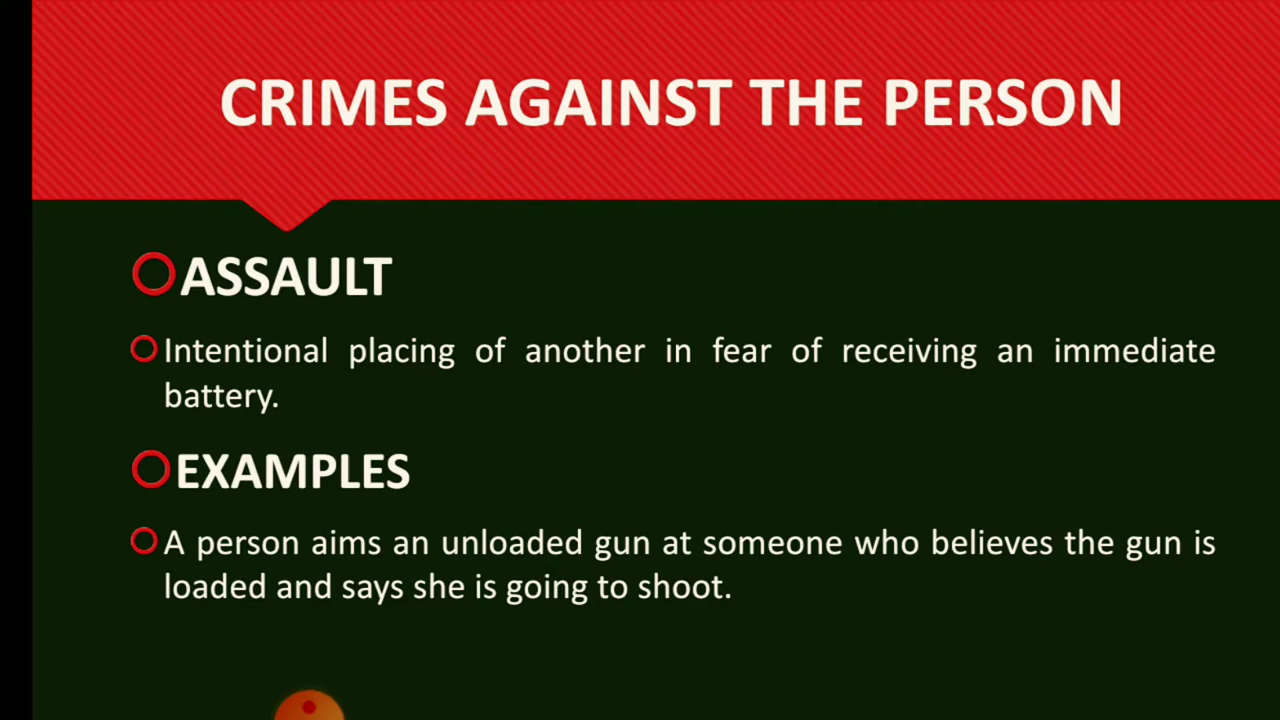 CRIMES AGAINST THE PERSON
ASSAULT
Intentional placing of another in fear of receiving an immediate
battery.
EXAMPLES
A person aims an unloaded gun at someone who believes the gun is
loaded and says she is going to shoot.